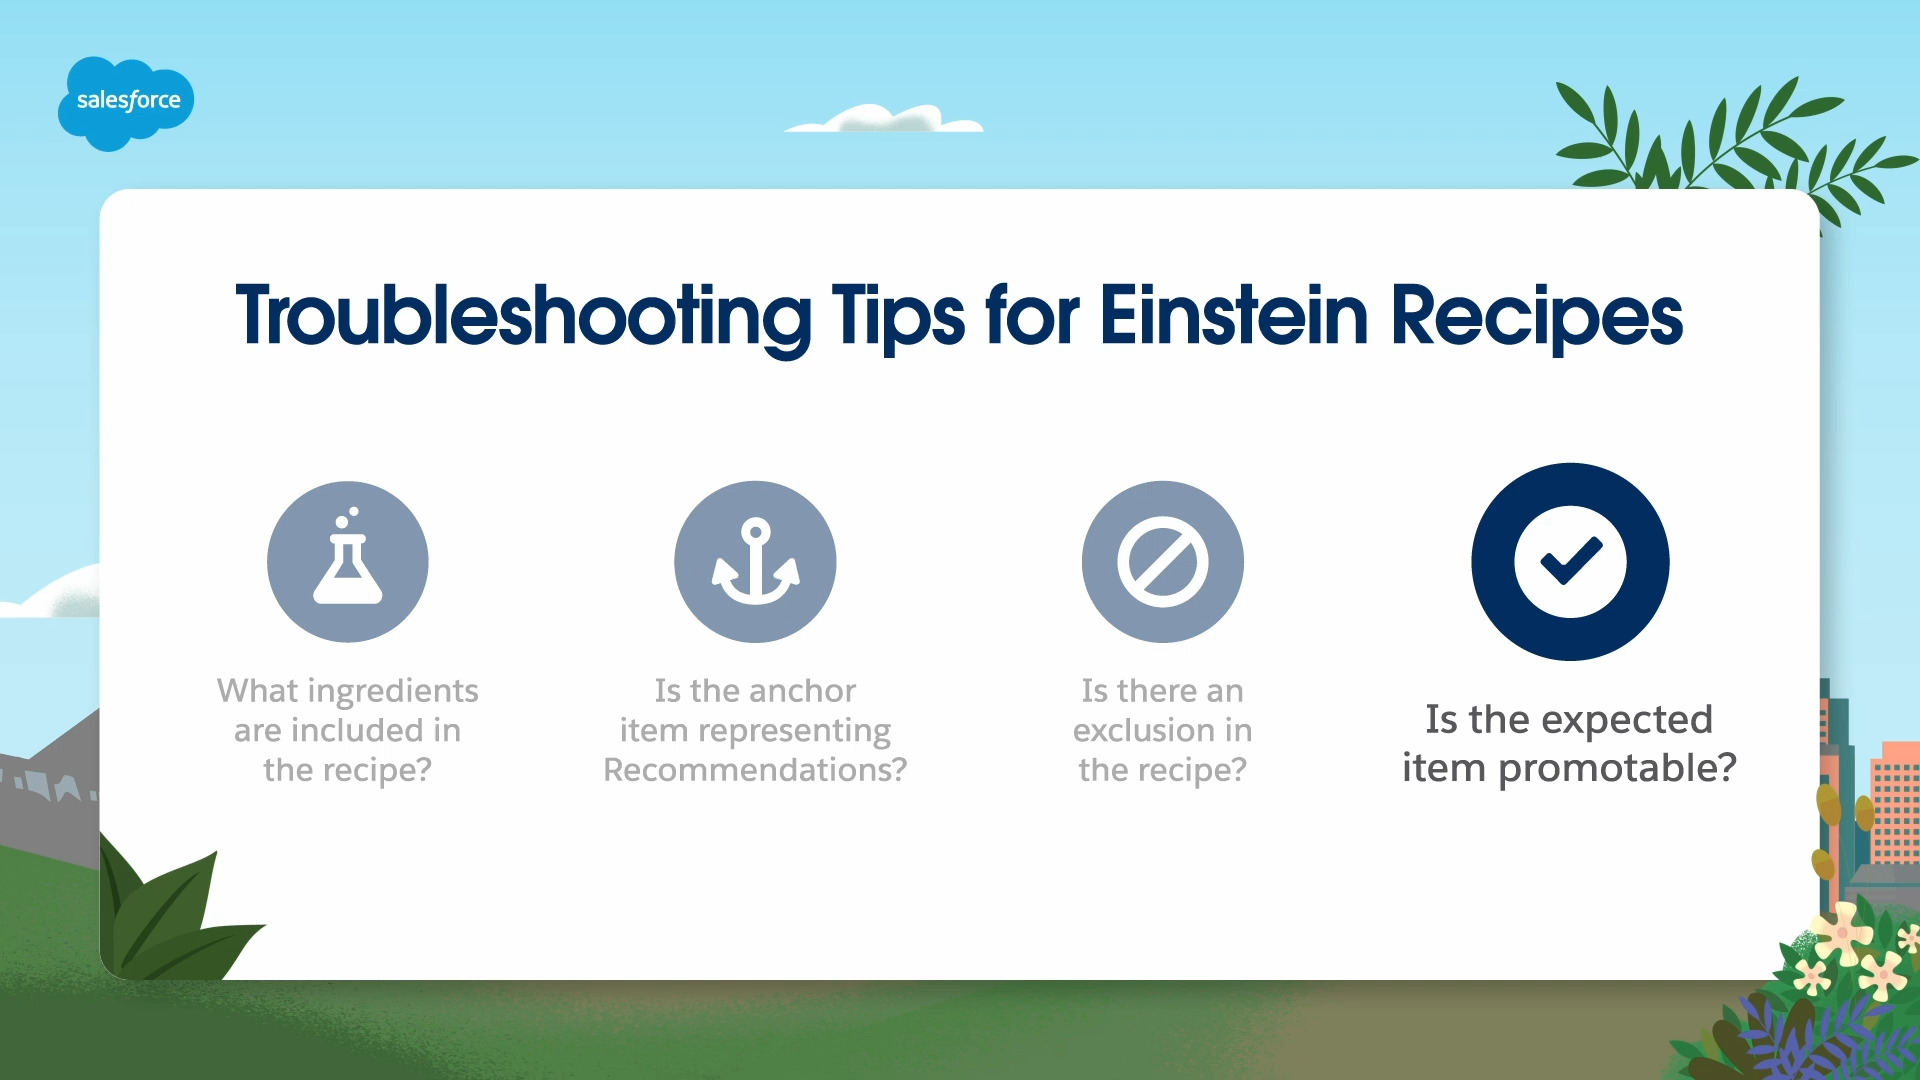 salesforce
Troubleshooting Tips for Einstein Recipes
What ingredients
are included in
the recipe?
Is the anchor
item representing
Recommendations?
Is there an
exclusion in
the recipe?
Is the expected
item promotable?